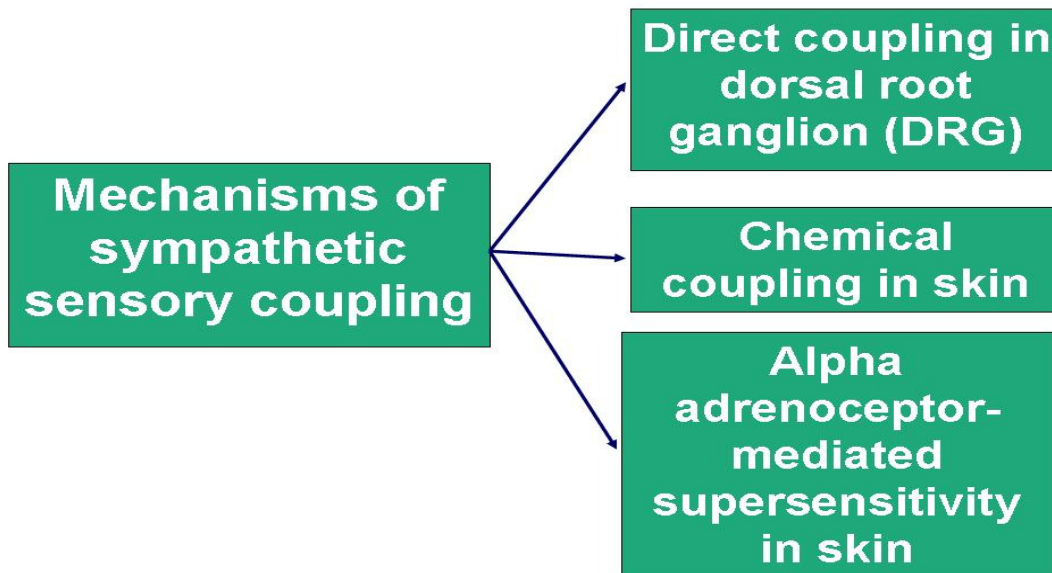 Mechanisms of
sympathetic
sensory coupling
Direct coupling in
dorsal root
ganglion (DRG)
Chemical
coupling in skin
Alpha
adrenoceptor-
mediated
supersensitivity
in skin